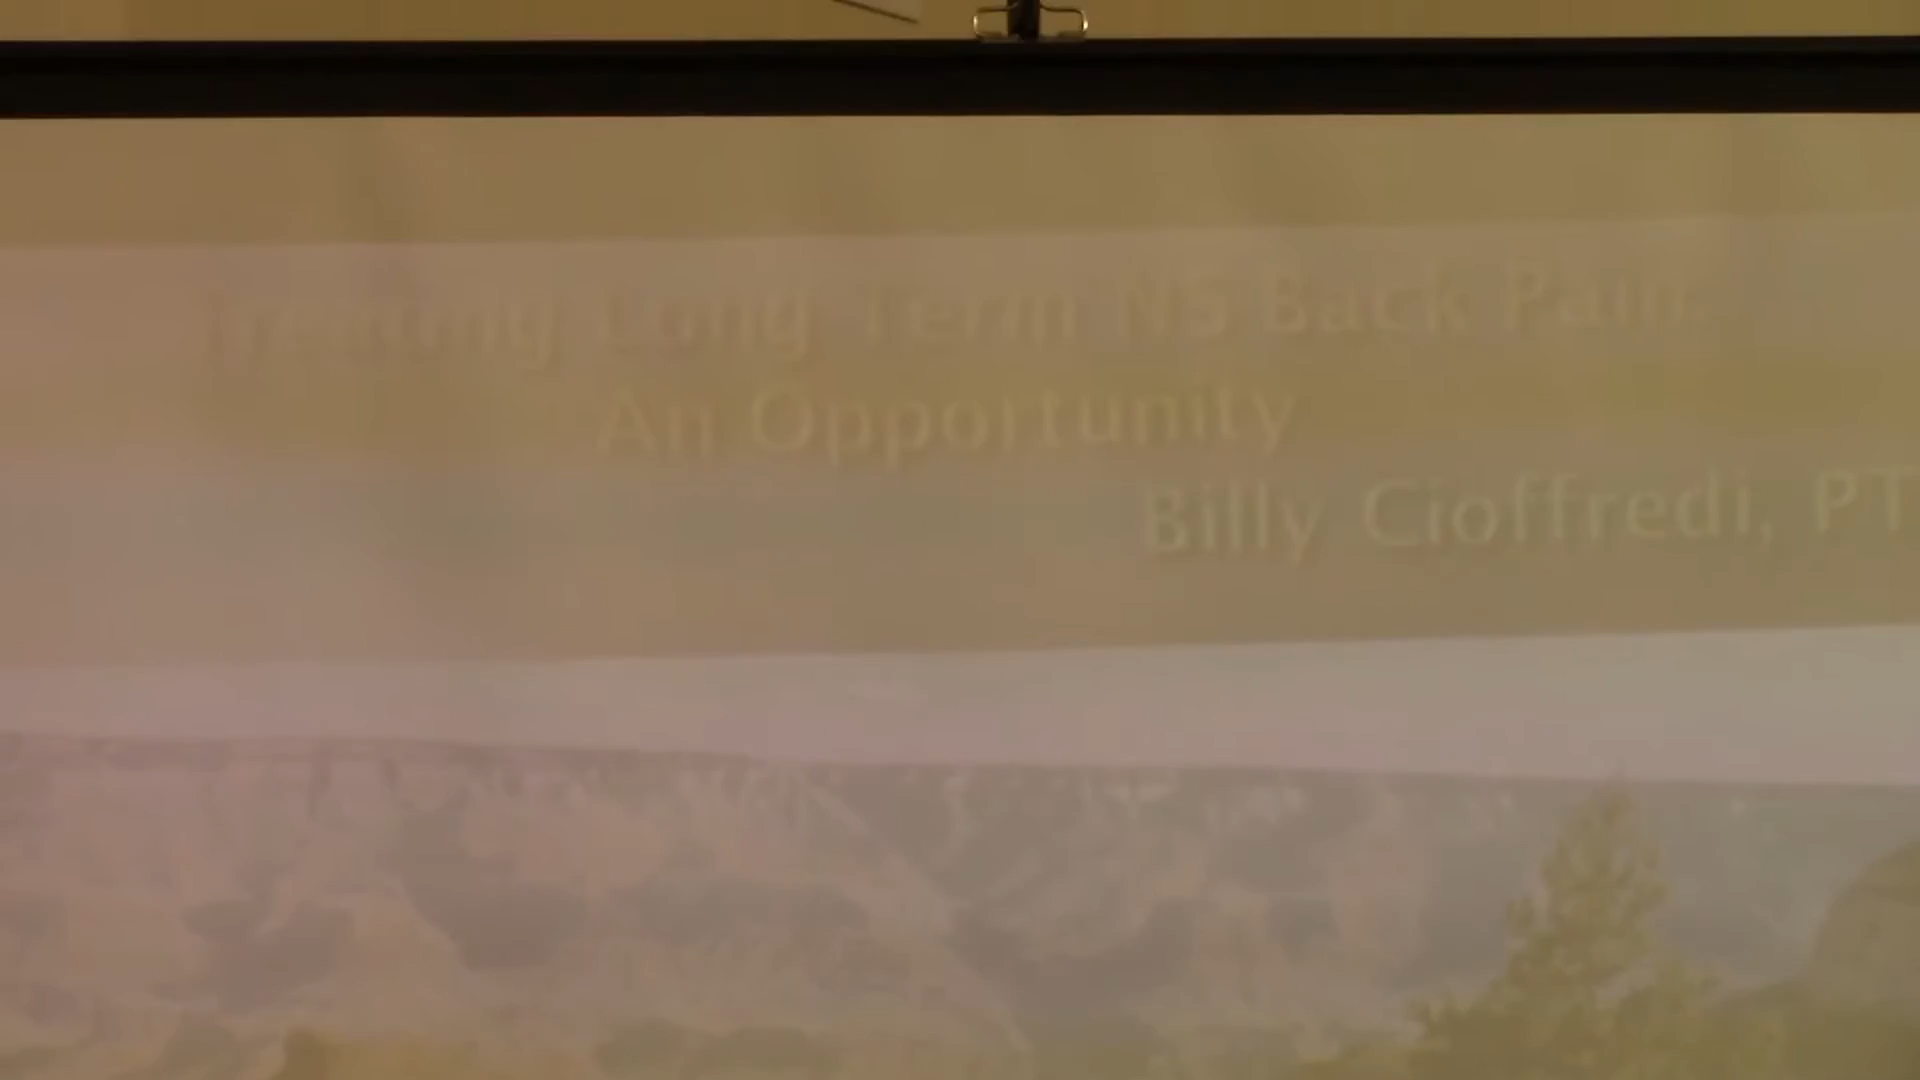 Treating Long Term NS Back Pain:
An Opportunity
Billy Cioffredi, PT